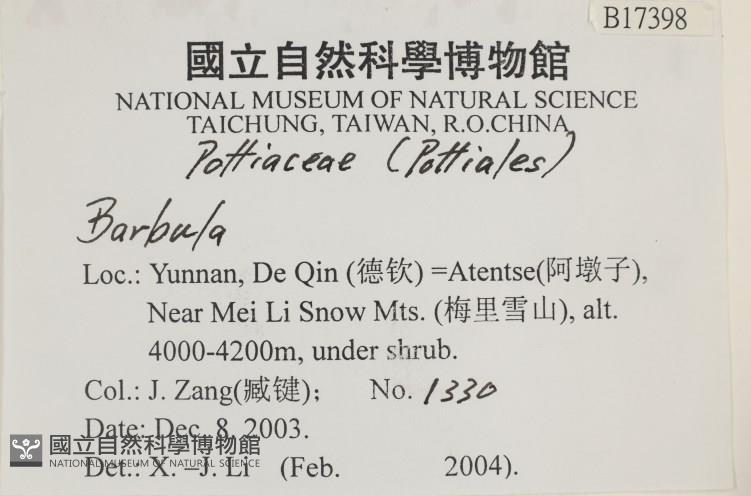 B17398
國立自然科學博物館
NATIONAL MUSEUM OF NATURAL SCIENCE
TAICHUNG, TAIWAN, R.O.CHINA
Pottiaceae (Pottiales)
Barbula
Loc.: Yunnan, De Qin (德钦) =Atentse(阿墩子),
Near Mei Li Snow Mts. (梅里雪山), alt.
4000-4200m, under shrub.
Col.: J. Zang(臧键); No. 1330
Date: Dec. 8, 2003.
國立自然科學博物館
NATIONAL MUSEUM OF NATURAL SCIENCE
Det.: X. –J. Li (Feb. 2004).